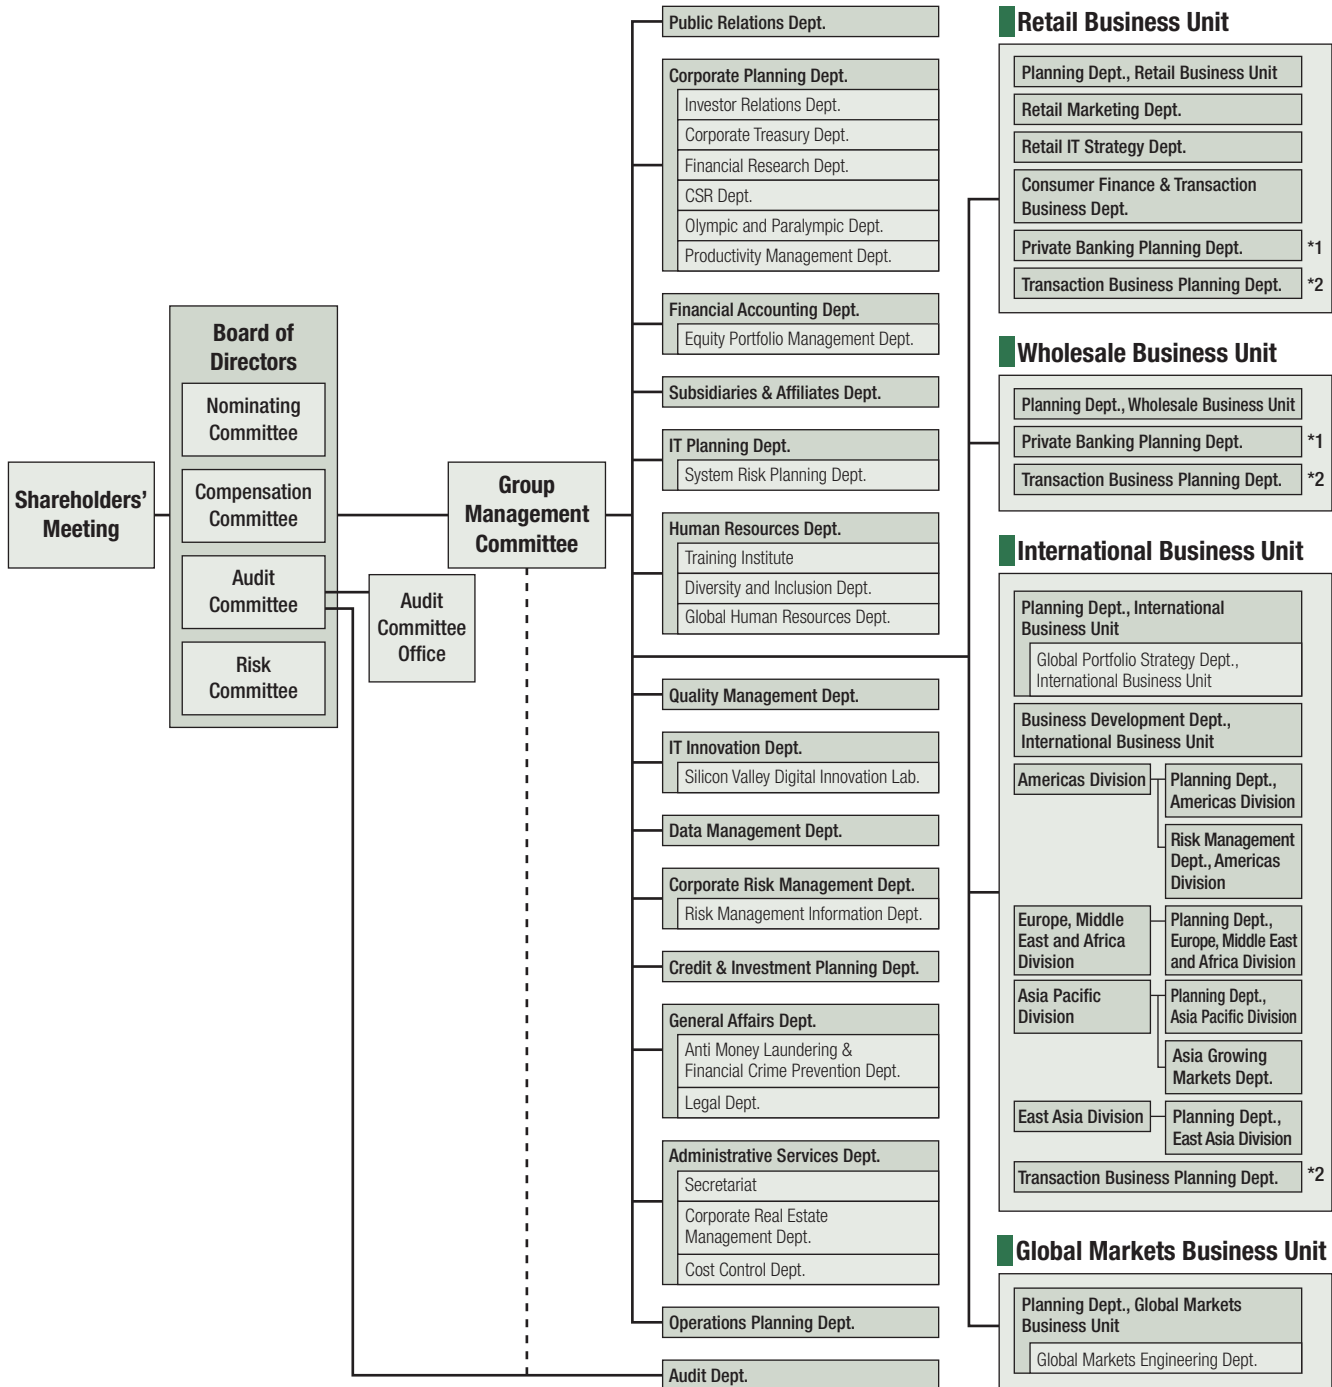 Shareholders'
Meeting
Board of
Directors
Nominating
Committee
Compensation
Committee
Audit
Committee
Risk
Committee
Audit
Committee
Office
Group
Management
Committee
Public Relations Dept.
Corporate Planning Dept.
Investor Relations Dept.
Corporate Treasury Dept.
Financial Research Dept.
CSR Dept.
Olympic and Paralympic Dept.
Productivity Management Dept.
Financial Accounting Dept.
Equity Portfolio Management Dept.
Subsidiaries & Affiliates Dept.
IT Planning Dept.
System Risk Planning Dept.
Human Resources Dept.
Training Institute
Diversity and Inclusion Dept.
Global Human Resources Dept.
Quality Management Dept.
IT Innovation Dept.
Silicon Valley Digital Innovation Lab.
Data Management Dept.
Corporate Risk Management Dept.
Risk Management Information Dept.
Credit & Investment Planning Dept.
General Affairs Dept.
Anti Money Laundering &
Financial Crime Prevention Dept.
Legal Dept.
Administrative Services Dept.
Secretariat
Corporate Real Estate
Management Dept.
Cost Control Dept.
Operations Planning Dept.
Audit Dept.
Retail Business Unit
Planning Dept., Retail Business Unit
Retail Marketing Dept.
Retail IT Strategy Dept.
Consumer Finance & Transaction
Business Dept.
Private Banking Planning Dept. *1
Transaction Business Planning Dept. *2
Wholesale Business Unit
Planning Dept., Wholesale Business Unit
Private Banking Planning Dept. *1
Transaction Business Planning Dept. *2
International Business Unit
Planning Dept., International
Business Unit
Global Portfolio Strategy Dept.,
International Business Unit
Business Development Dept.,
International Business Unit
Americas Division
Planning Dept.,
Americas Division
Risk Management
Dept., Americas
Division
Europe, Middle
East and Africa
Division
Planning Dept.,
Europe, Middle East
and Africa Division
Asia Pacific
Division
Planning Dept.,
Asia Pacific Division
Asia Growing
Markets Dept.
East Asia Division
Planning Dept.,
East Asia Division
Transaction Business Planning Dept. *2
Global Markets Business Unit
Planning Dept., Global Markets
Business Unit
Global Markets Engineering Dept.